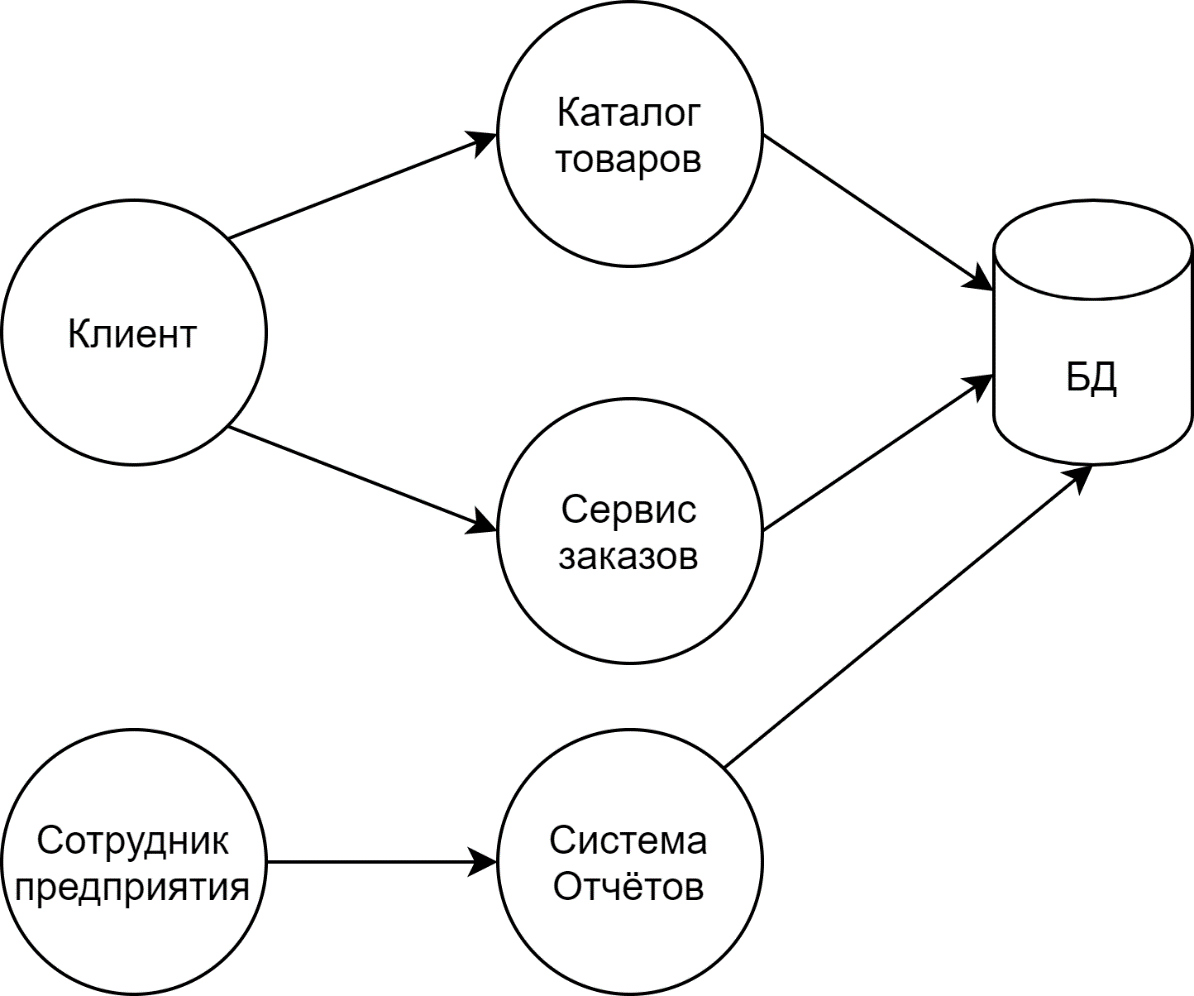 Каталог
товаров
Клиент
БД
Сервис
заказов
Сотрудник
предприятия
Система
Отчётов